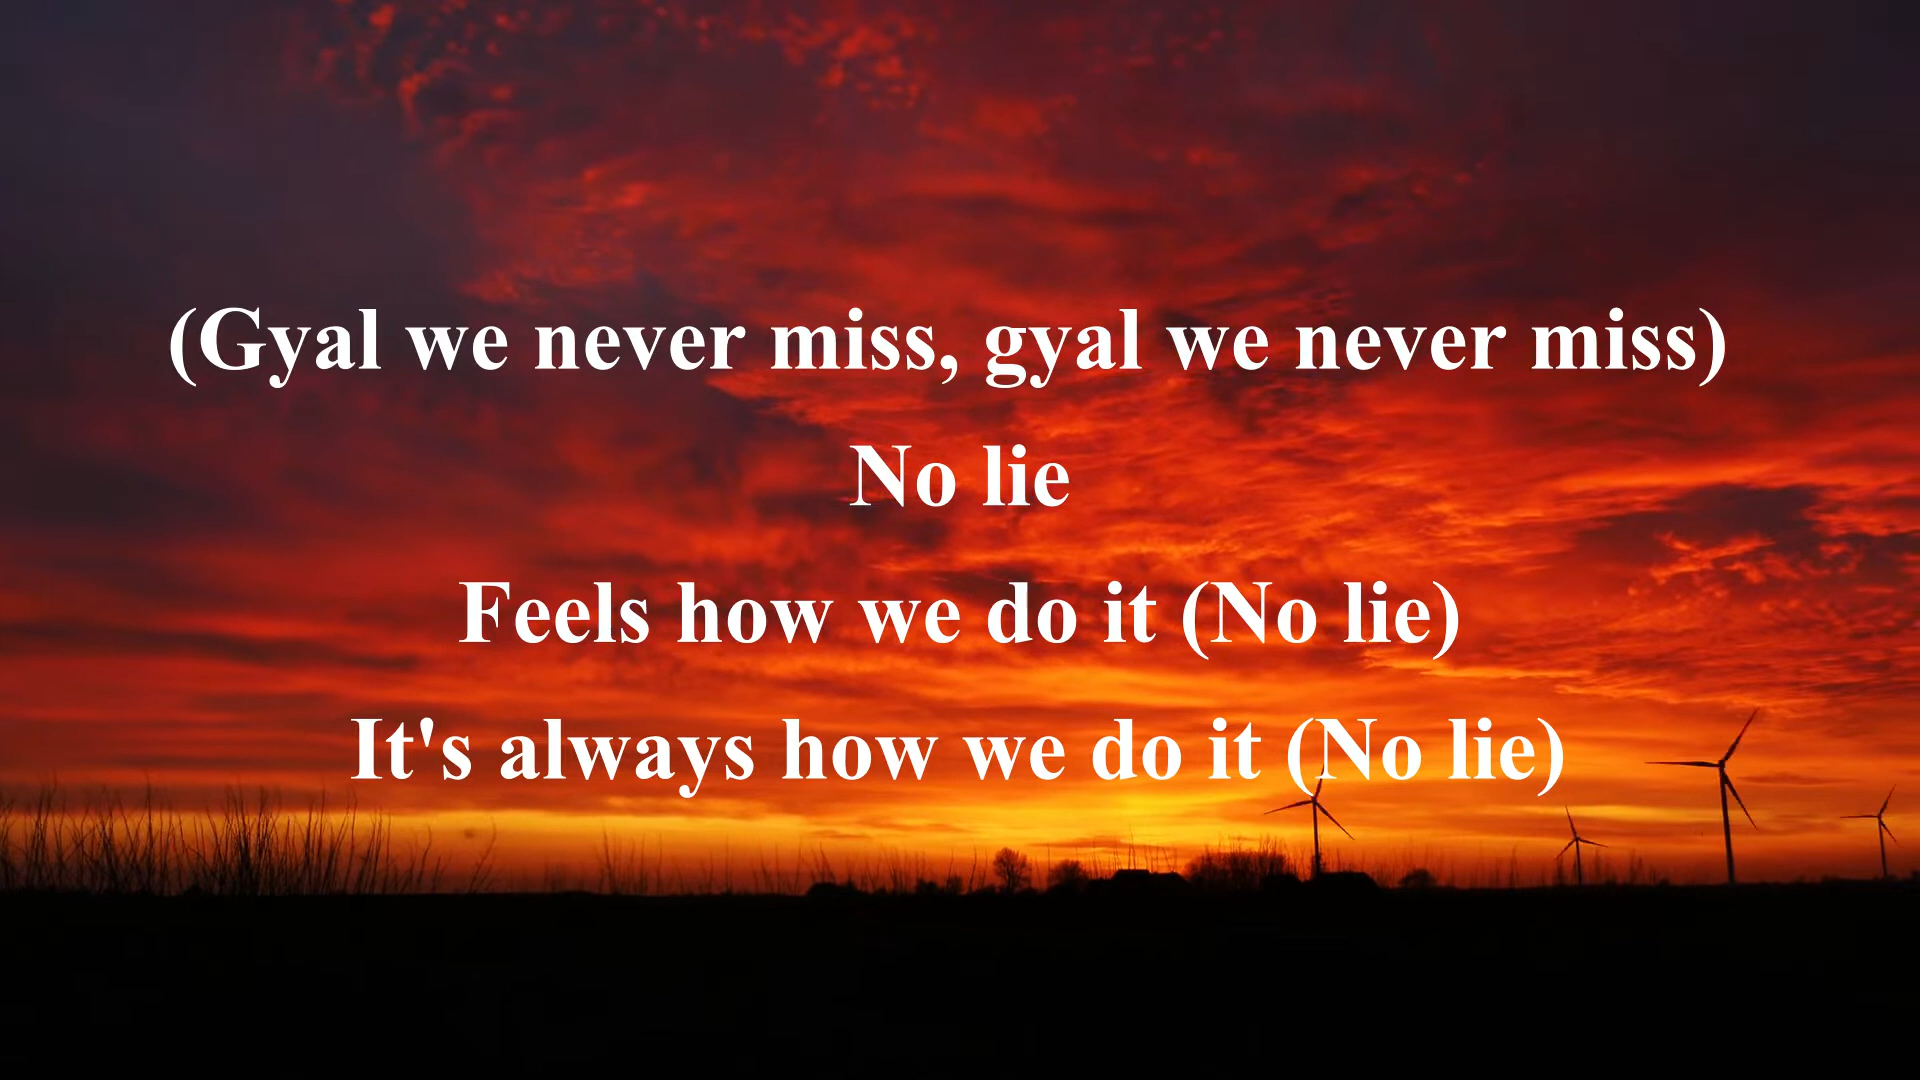 (Gyal we never miss, gyal we never miss)
No lie
Feels how we do it (No lie)
It's always how we do it (No lie)